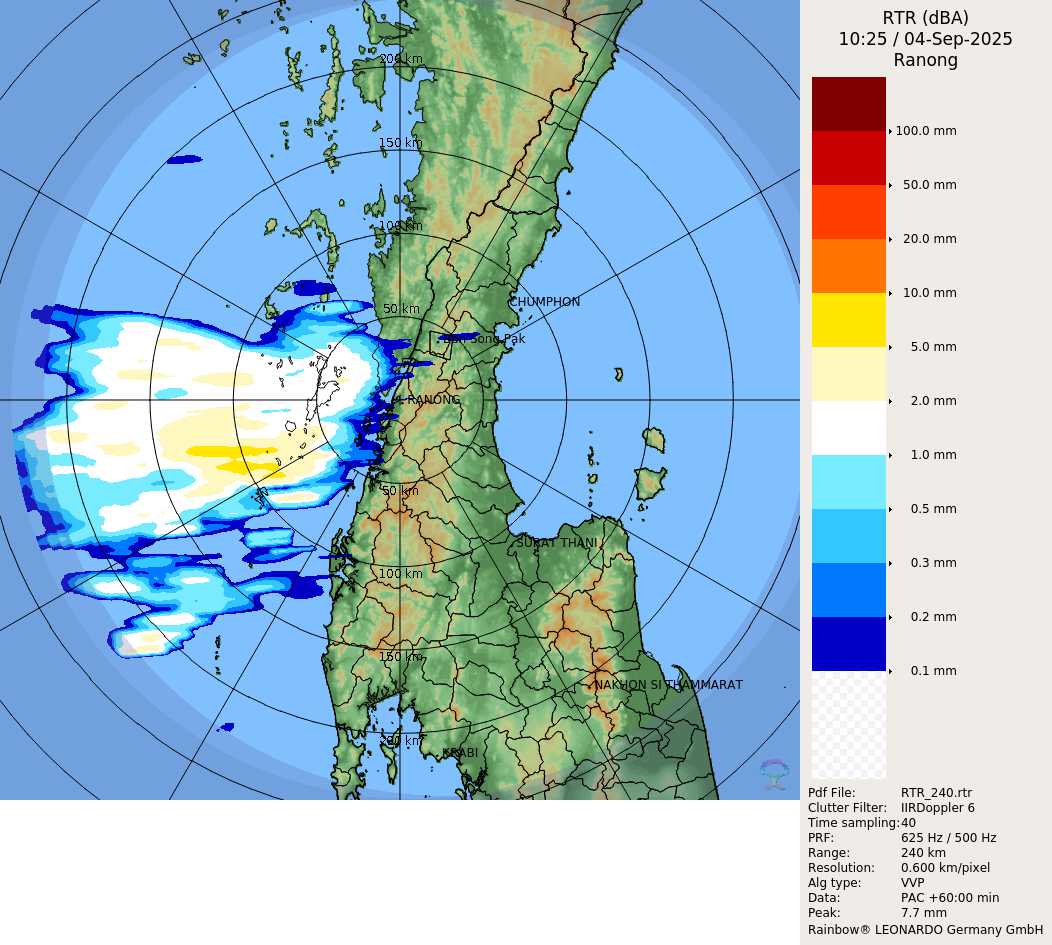 RTR (dBA)
10:25 / 04-Sep-2025
Ranong
200 km
150 km
100 km
50 km
CHUMPHON
Ban Song Pak
RANONG
50 km
SURAT THANI
100 km
150 km
NAKHON SI THAMMARAT
200 km
KRABI
100.0 mm
50.0 mm
20.0 mm
10.0 mm
5.0 mm
2.0 mm
1.0 mm
0.5 mm
0.3 mm
0.2 mm
0.1 mm
Pdf File: RTR_240.rtr
Clutter Filter: IIRDoppler 6
Time sampling:40
PRF: 625 Hz / 500 Hz
Range: 240 km
Resolution: 0.600 km/pixel
Alg type: VVP
Data: PAC +60:00 min
Peak: 7.7 mm
Rainbow® LEONARDO Germany GmbH